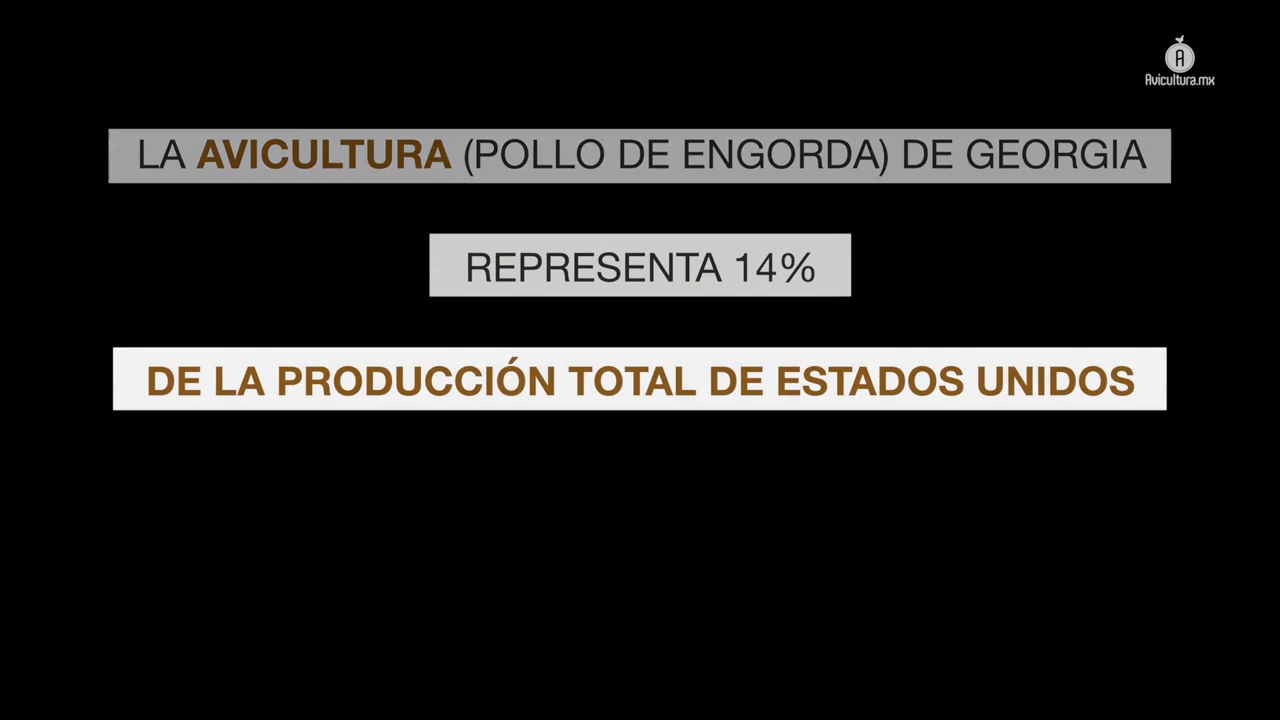 A
Avicultura.mx
LA AVICULTURA (POLLO DE ENGORDA) DE GEORGIA
REPRESENTA 14%
DE LA PRODUCCIÓN TOTAL DE ESTADOS UNIDOS